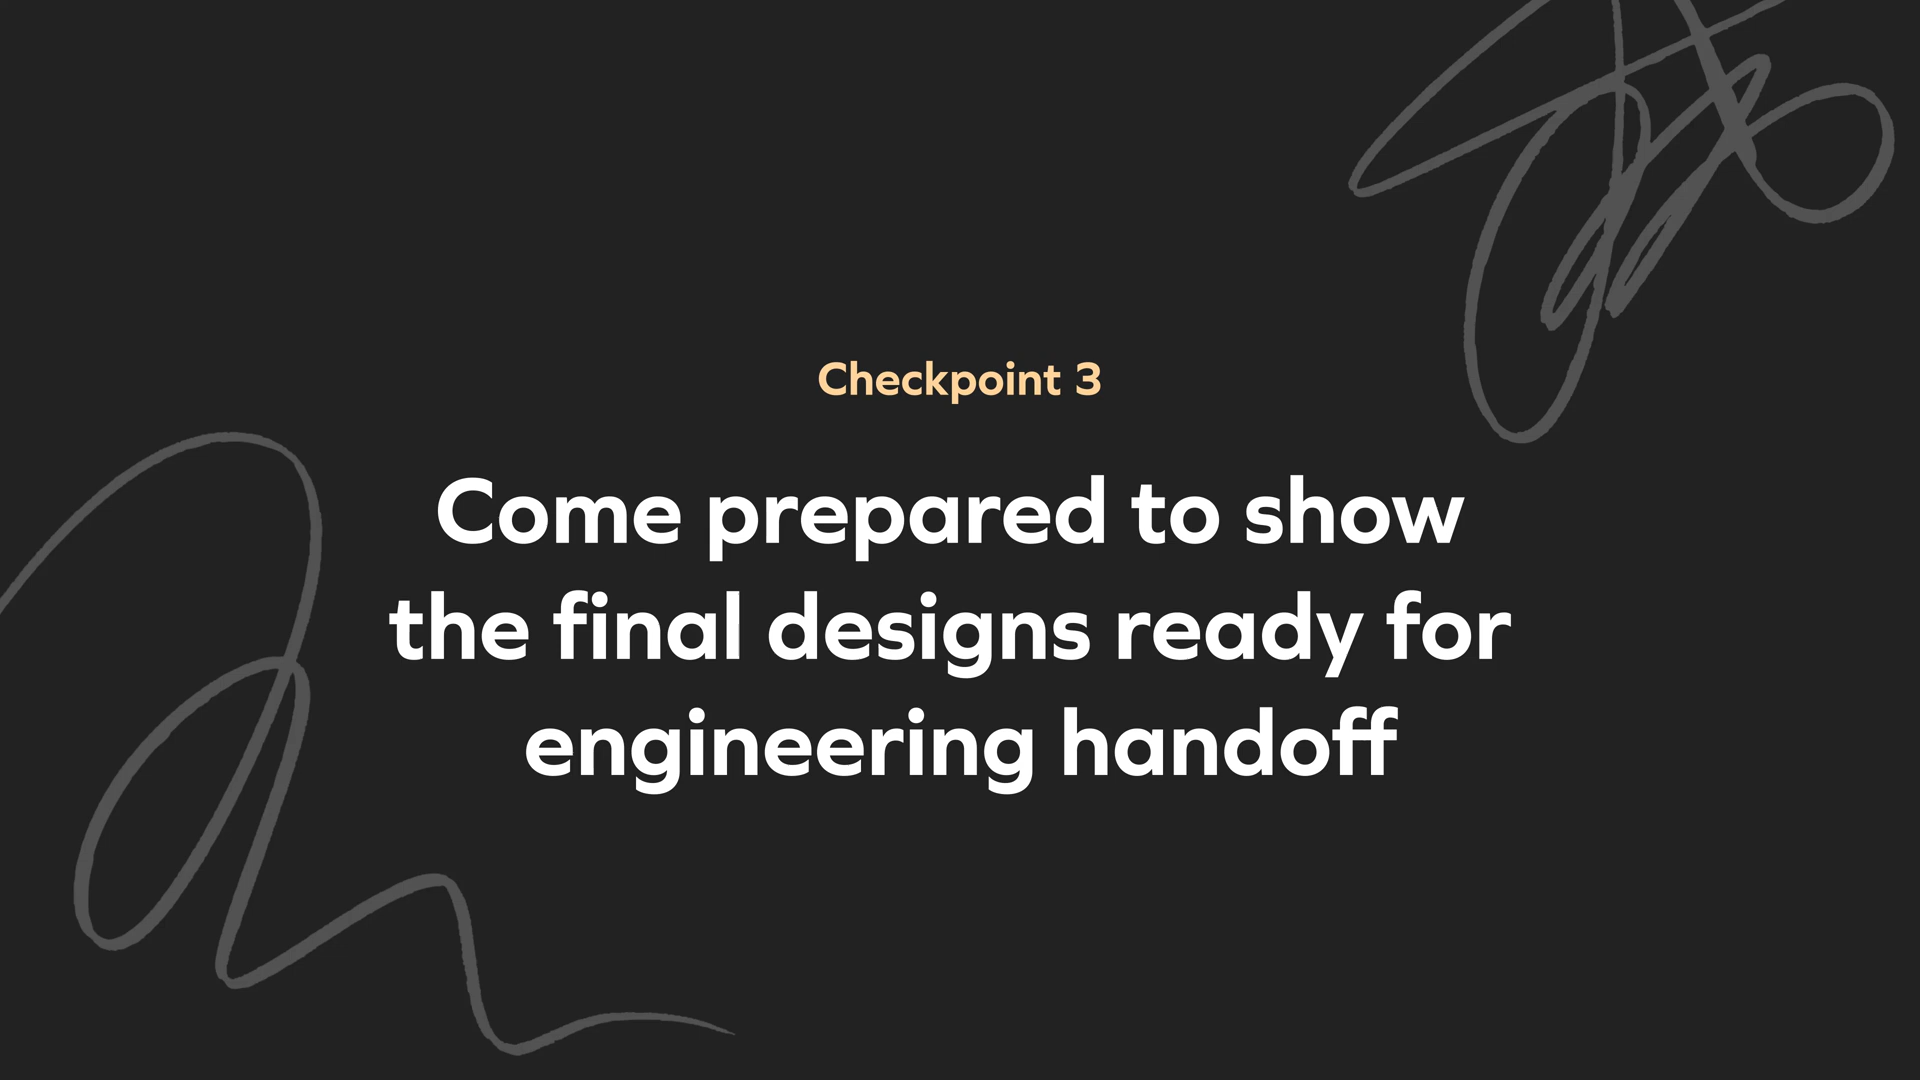 Checkpoint 3
Come prepared to show
the final designs ready for
engineering handoff